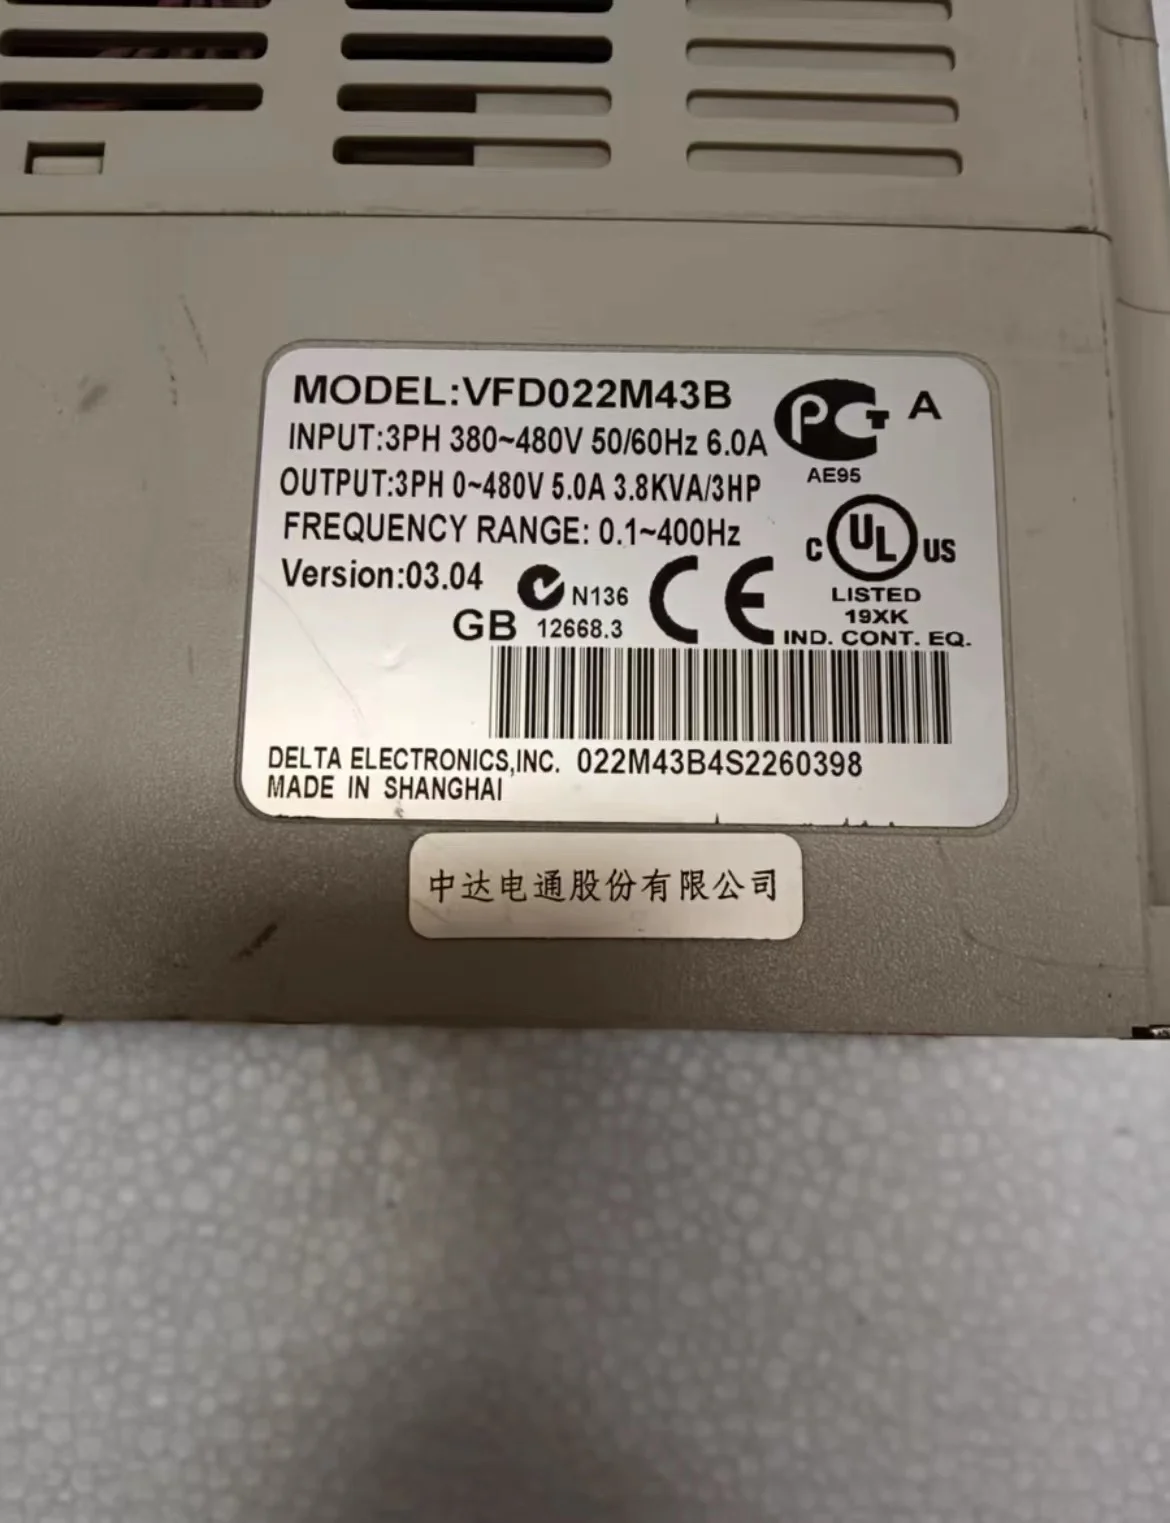 MODEL:VFD022M43B
INPUT:3PH 380~480V 50/60Hz 6.0A
OUTPUT:3PH 0~480V 5.0A 3.8KVA/3HP
FREQUENCY RANGE: 0.1~400Hz
Version:03.04
PCT A
AE95
C UL US
LISTED
19XK
IND. CONT. EQ.
N136
GB 12668.3
CE
DELTA ELECTRONICS,INC. 022M43B4S2260398
MADE IN SHANGHAI
中达电通股份有限公司